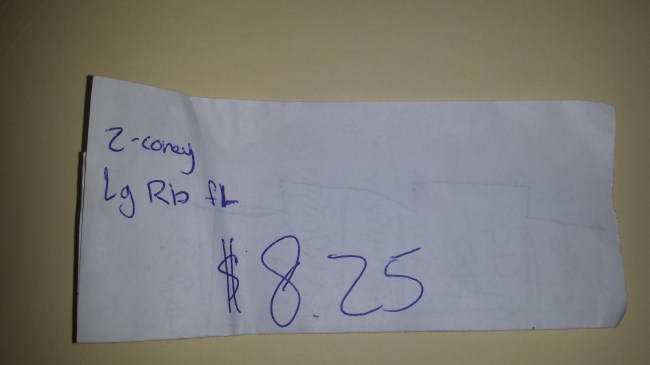 2-coney
Lg Rb fL
$8.25